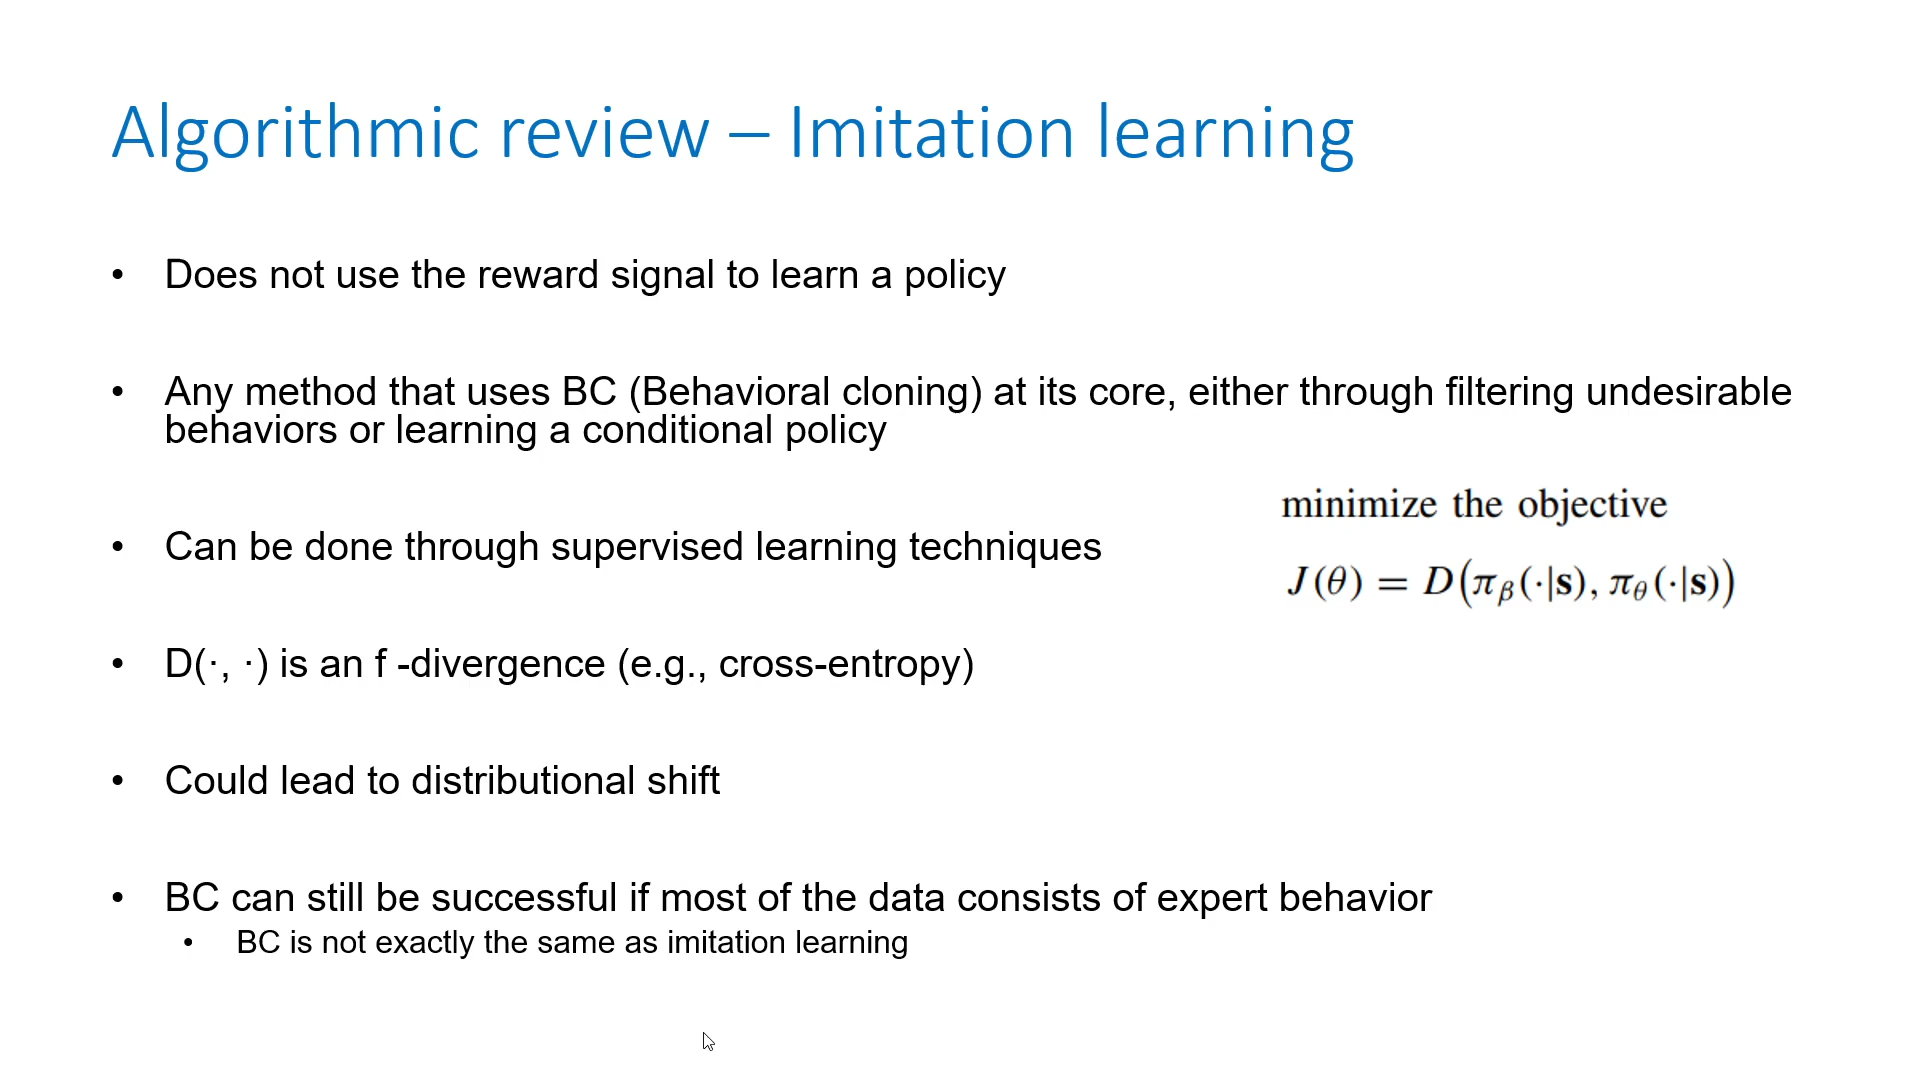 Algorithmic review – Imitation learning
• Does not use the reward signal to learn a policy
• Any method that uses BC (Behavioral cloning) at its core, either through filtering undesirable
behaviors or learning a conditional policy
minimize the objective
• Can be done through supervised learning techniques
J(θ) = D(π_β(·|s), π_θ(·|s))
• D(·, ·) is an f -divergence (e.g., cross-entropy)
• Could lead to distributional shift
• BC can still be successful if most of the data consists of expert behavior
• BC is not exactly the same as imitation learning